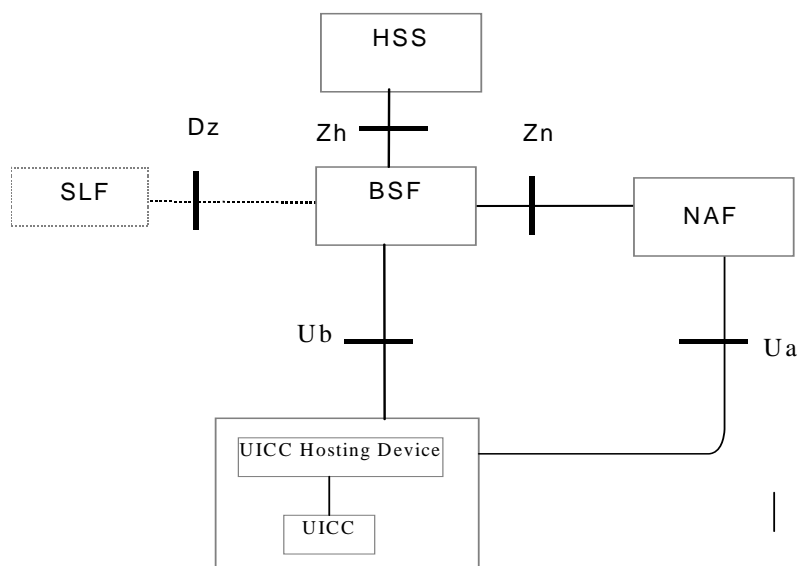 HSS
Dz
Zh
Zn
SLF
BSF
NAF
Ub
Ua
UICC Hosting Device
UICC